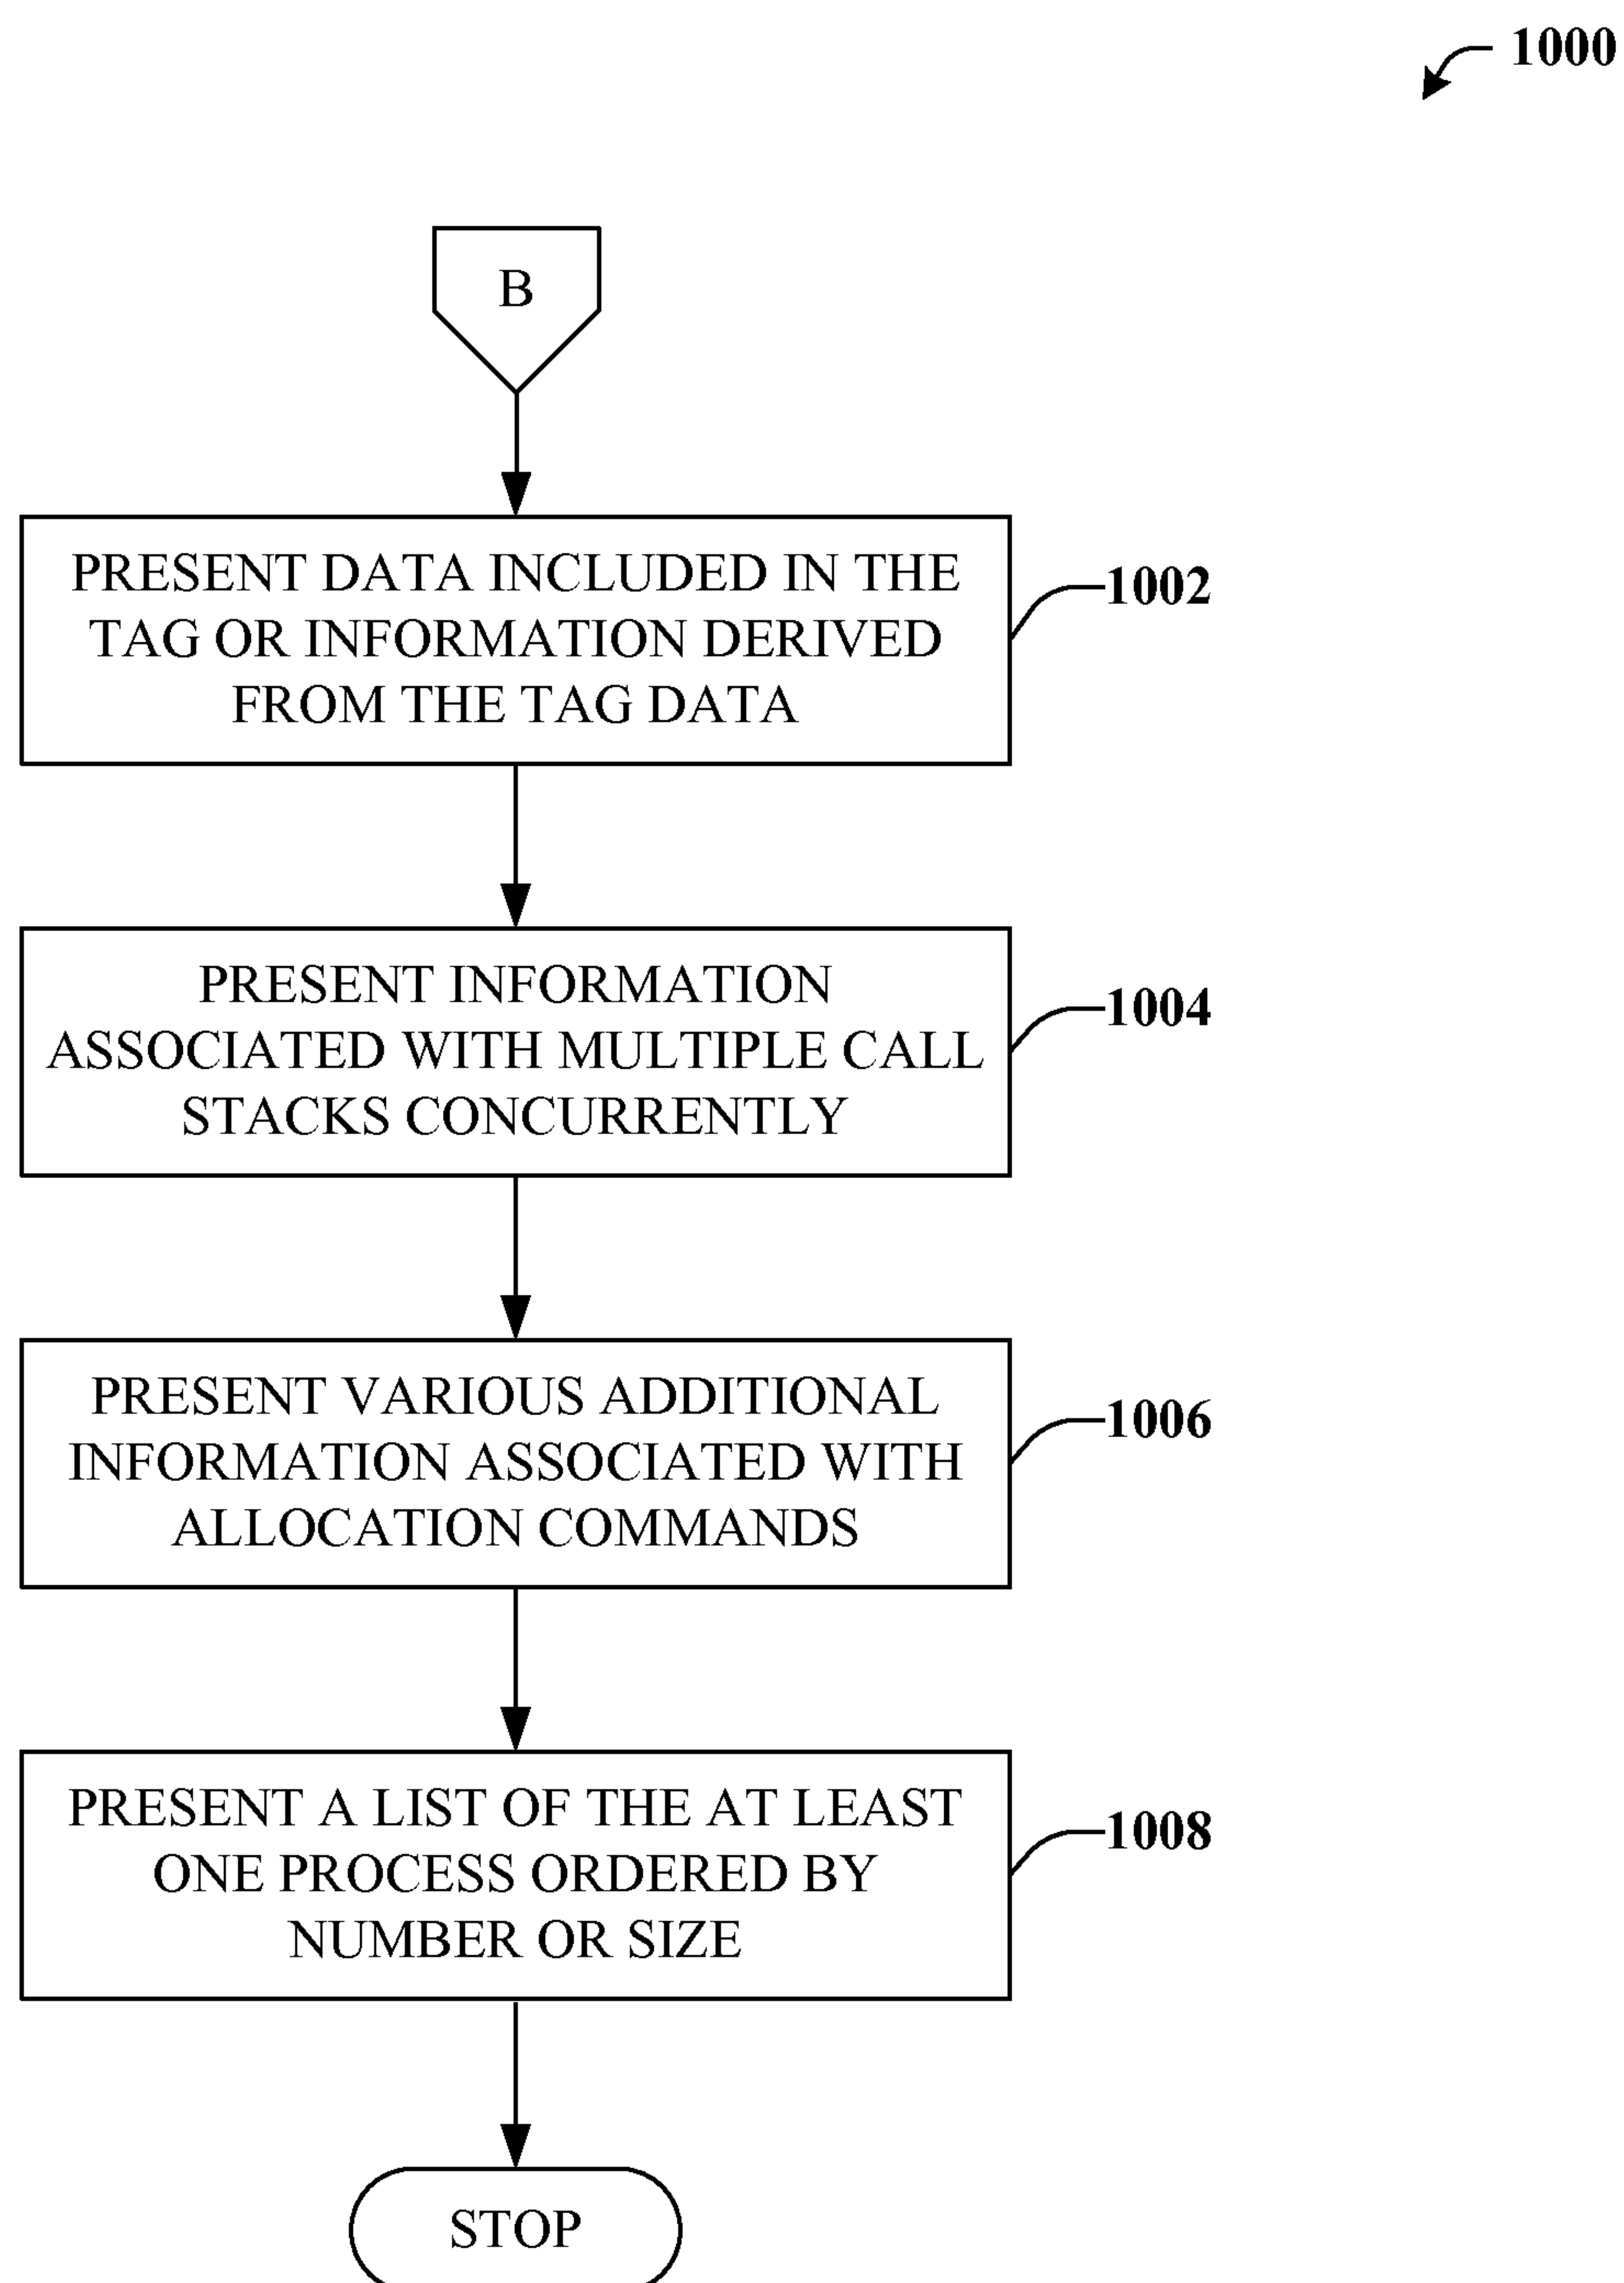 1000
B
PRESENT DATA INCLUDED IN THE
TAG OR INFORMATION DERIVED
FROM THE TAG DATA
1002
PRESENT INFORMATION
ASSOCIATED WITH MULTIPLE CALL
STACKS CONCURRENTLY
1004
PRESENT VARIOUS ADDITIONAL
INFORMATION ASSOCIATED WITH
ALLOCATION COMMANDS
1006
PRESENT A LIST OF THE AT LEAST
ONE PROCESS ORDERED BY
NUMBER OR SIZE
1008
STOP